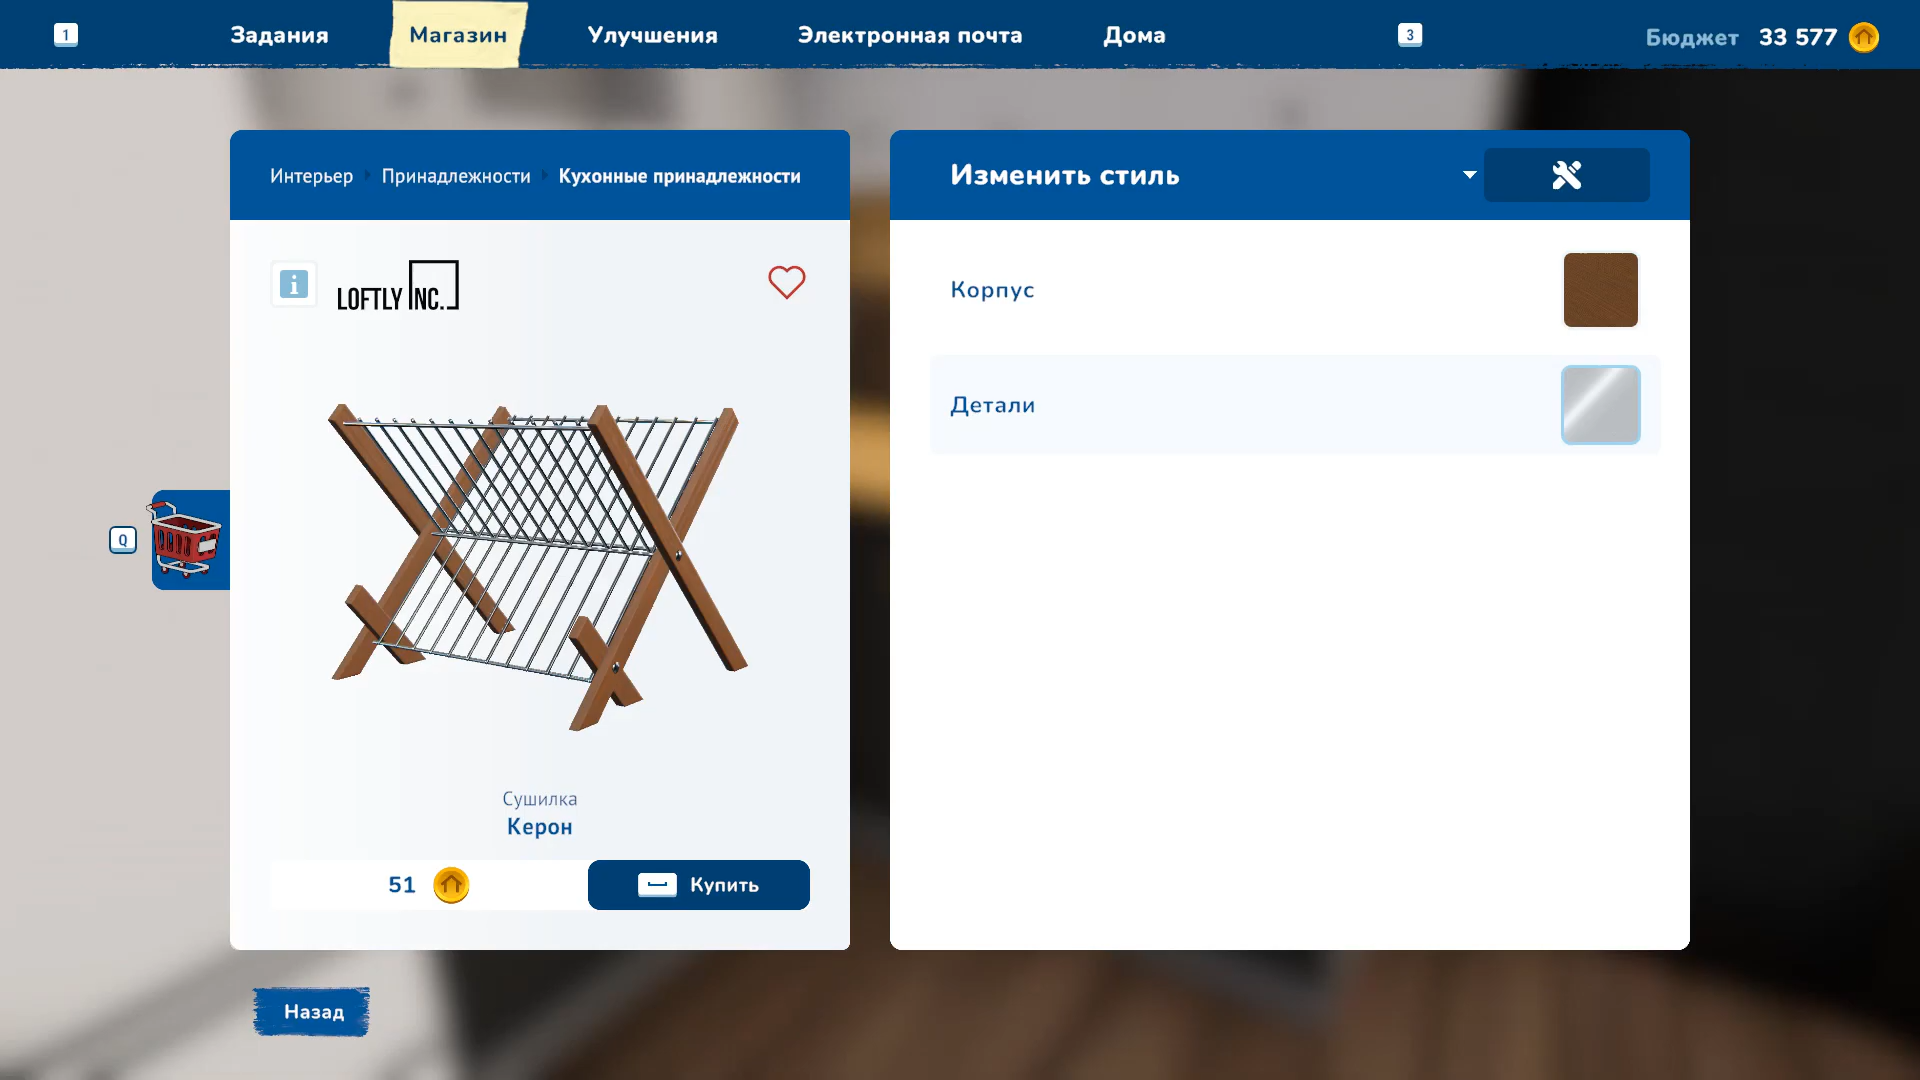 1
Задания
Магазин
Улучшения
Электронная почта
Дома
3
Бюджет 33 577
Интерьер Принадлежности Кухонные принадлежности
i
LOFTLY INC.
Сушилка
Керон
51
Купить
Q
Изменить стиль
Корпус
Детали
Назад